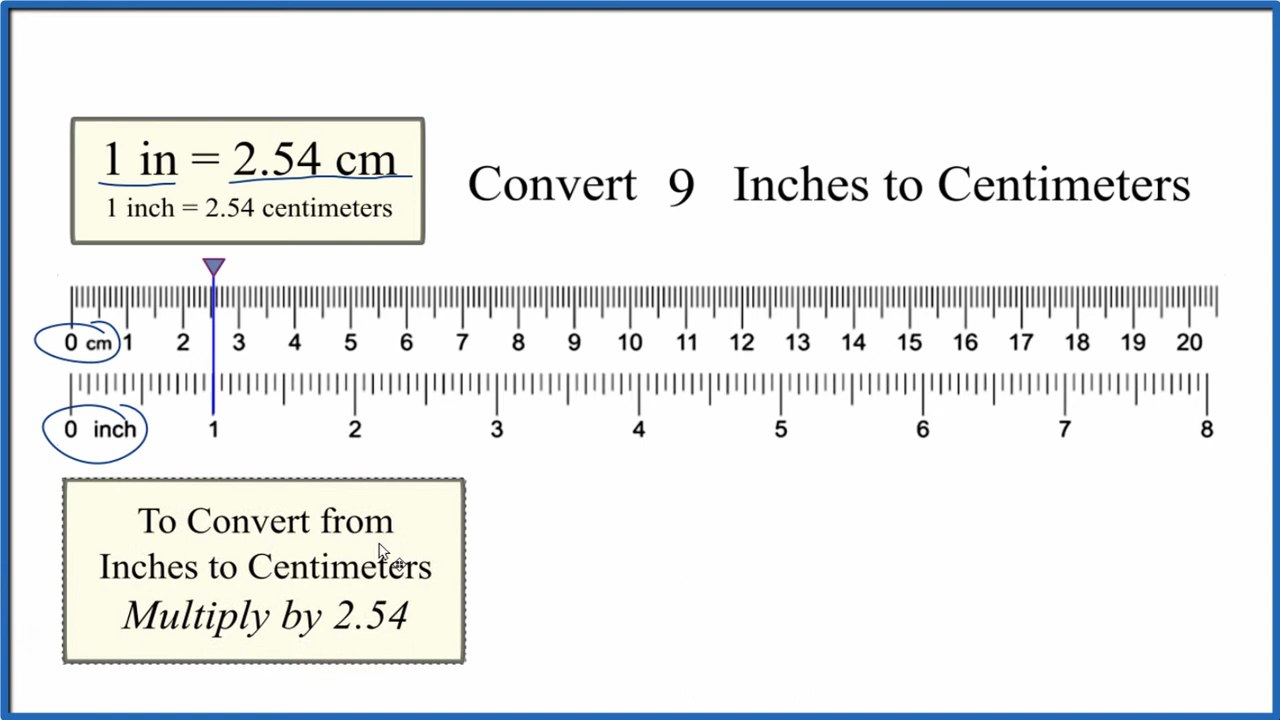 1 in = 2.54 cm
1 inch = 2.54 centimeters
Convert 9 Inches to Centimeters
0 cm 1 2 3 4 5 6 7 8 9 10 11 12 13 14 15 16 17 18 19 20
0 inch 1 2 3 4 5 6 7 8
To Convert from
Inches to Centimeters
Multiply by 2.54